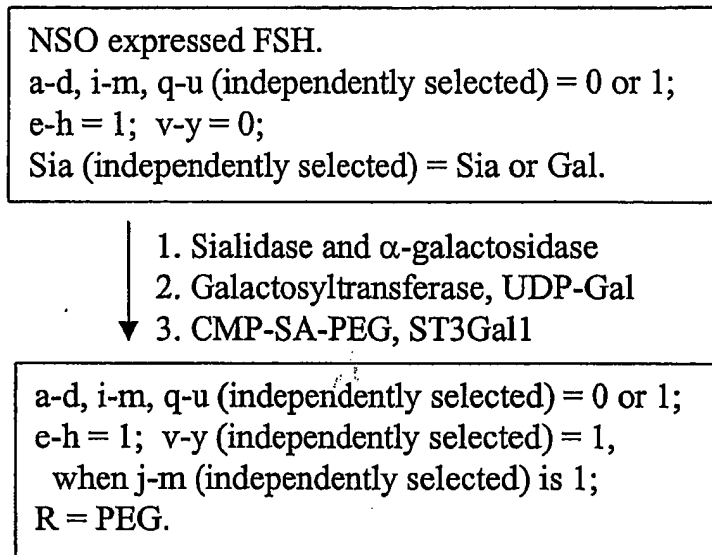 NSO expressed FSH.
a-d, i-m, q-u (independently selected) = 0 or 1;
e-h = 1; v-y = 0;
Sia (independently selected) = Sia or Gal.
1. Sialidase and α-galactosidase
2. Galactosyltransferase, UDP-Gal
3. CMP-SA-PEG, ST3Gal1
a-d, i-m, q-u (independently selected) = 0 or 1;
e-h = 1; v-y (independently selected) = 1,
when j-m (independently selected) is 1;
R = PEG.